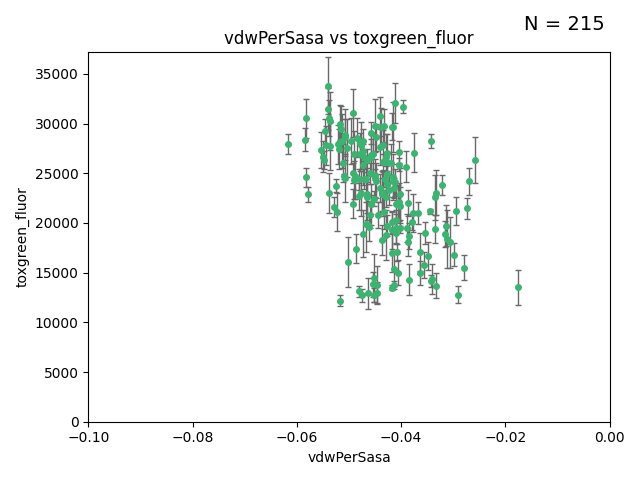 N = 215
vdwPerSasa vs toxgreen_fluor
35000
30000
25000
20000
15000
10000
5000
0
toxgreen_fluor
−0.10 −0.08 −0.06 −0.04 −0.02 0.00
vdwPerSasa